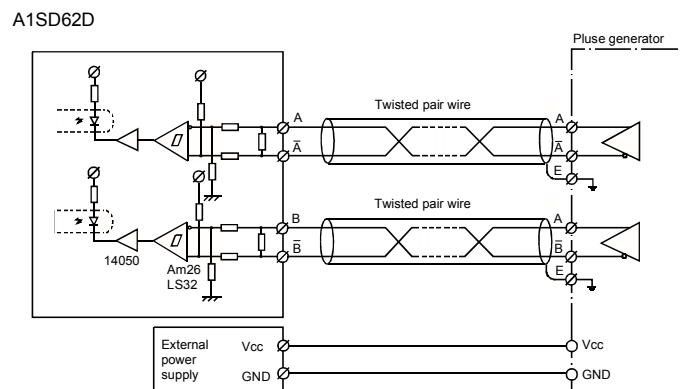 A1SD62D
Pluse generator
Twisted pair wire
A
A
A̅
A̅
E
Twisted pair wire
B
A
B̅
B̅
E
14050
Am26
LS32
External
power
supply
Vcc
Vcc
GND
GND